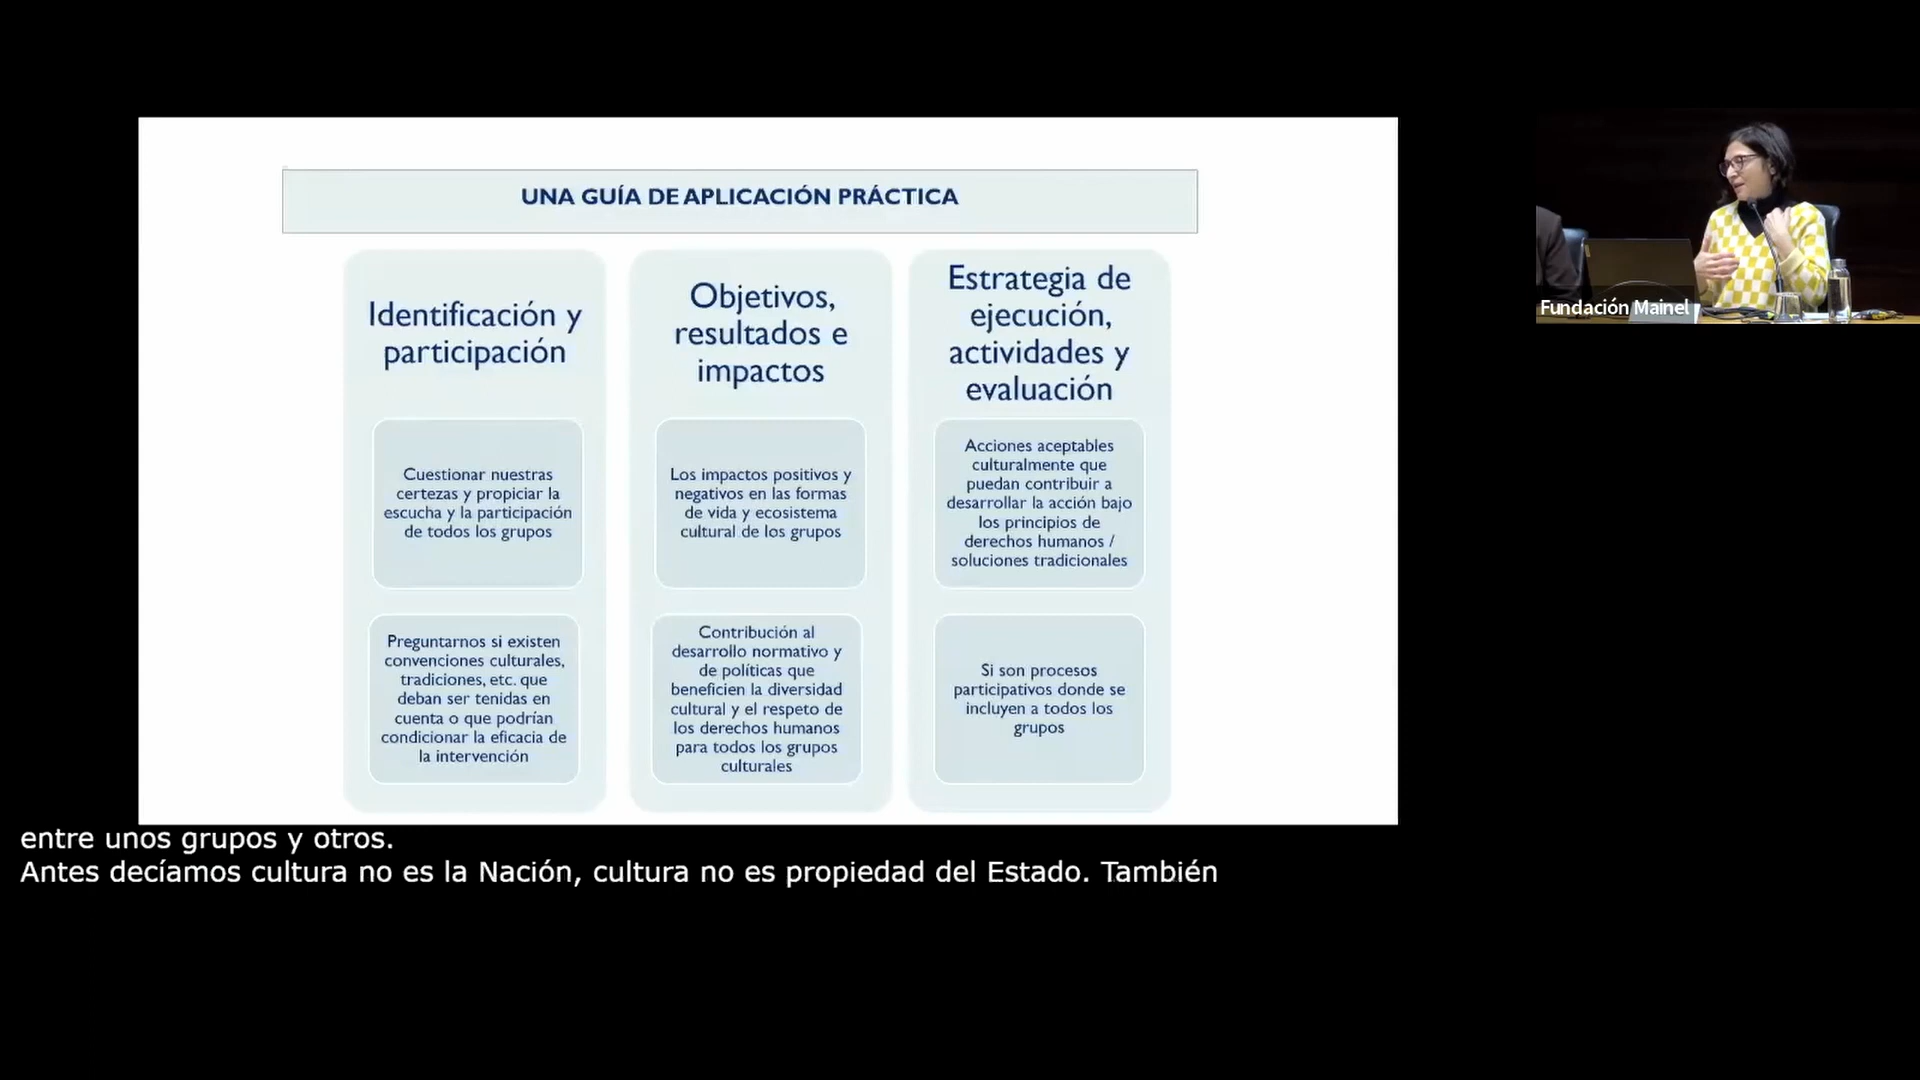 UNA GUÍA DE APLICACIÓN PRÁCTICA
Identificación y
participación
Cuestionar nuestras
certezas y propiciar la
escucha y la participación
de todos los grupos
Preguntarnos si existen
convenciones culturales,
tradiciones, etc. que
deban ser tenidas en
cuenta o que podrían
condicionar la eficacia de
la intervención
Objetivos,
resultados e
impactos
Los impactos positivos y
negativos en las formas
de vida y ecosistema
cultural de los grupos
Contribución al
desarrollo normativo y
de políticas que
beneficien la diversidad
cultural y el respeto de
los derechos humanos
para todos los grupos
culturales
Estrategia de
ejecución,
actividades y
evaluación
Acciones aceptables
culturalmente que
puedan contribuir a
desarrollar la acción bajo
los principios de
derechos humanos /
soluciones tradicionales
Si son procesos
participativos donde se
incluyen a todos los
grupos
Fundación Mainel
entre unos grupos y otros.
Antes decíamos cultura no es la Nación, cultura no es propiedad del Estado. También